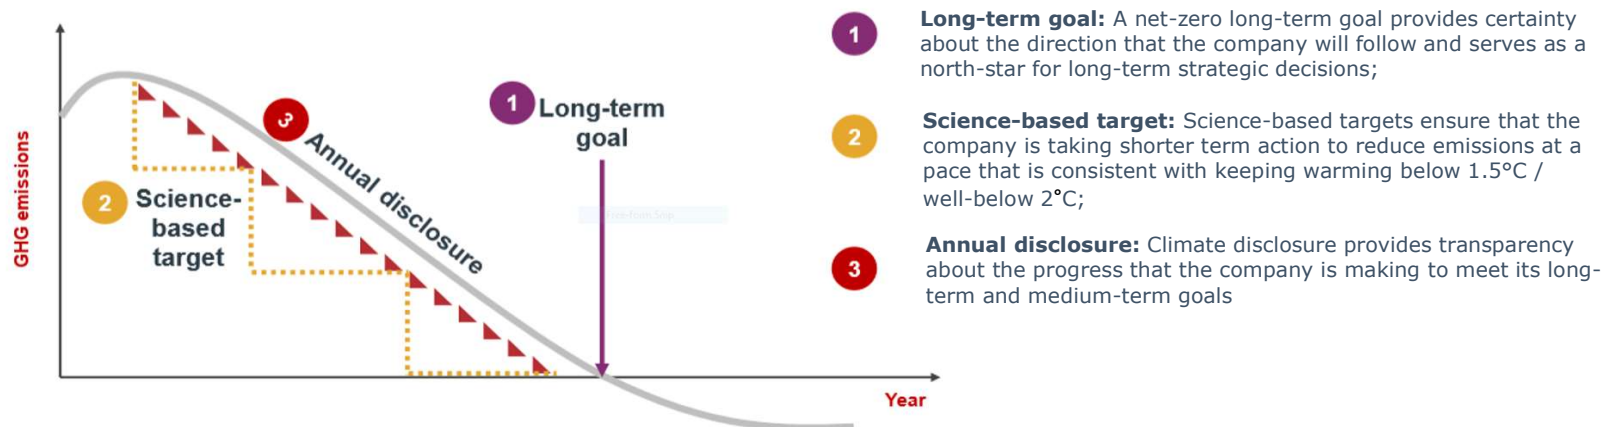 GHG emissions
3
Annual disclosure
1
Long-term
goal
2
Science-
based
target
Free-form Snip
Year
1
Long-term goal: A net-zero long-term goal provides certainty
about the direction that the company will follow and serves as a
north-star for long-term strategic decisions;
2
Science-based target: Science-based targets ensure that the
company is taking shorter term action to reduce emissions at a
pace that is consistent with keeping warming below 1.5°C /
well-below 2°C;
3
Annual disclosure: Climate disclosure provides transparency
about the progress that the company is making to meet its long-
term and medium-term goals